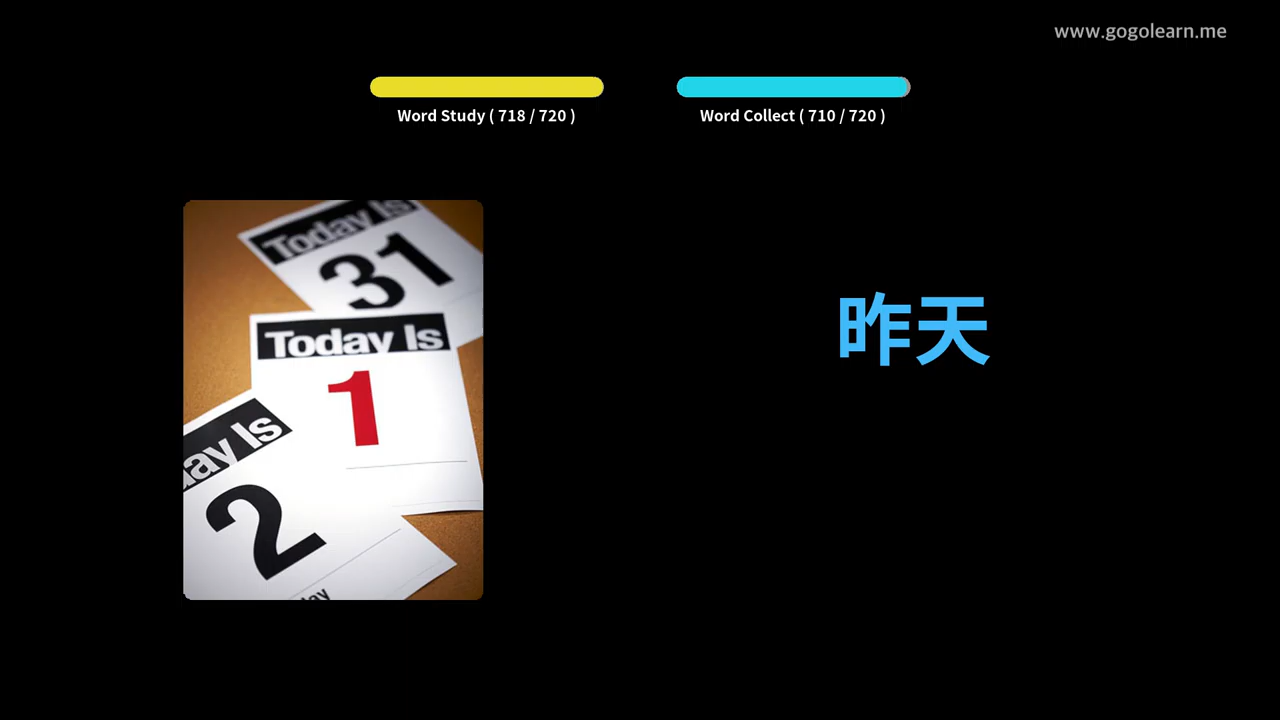 www.gogolearn.me
Word Study ( 718 / 720 )
Word Collect ( 710 / 720 )
Today Is
31
Today Is
1
ay Is
2
昨天